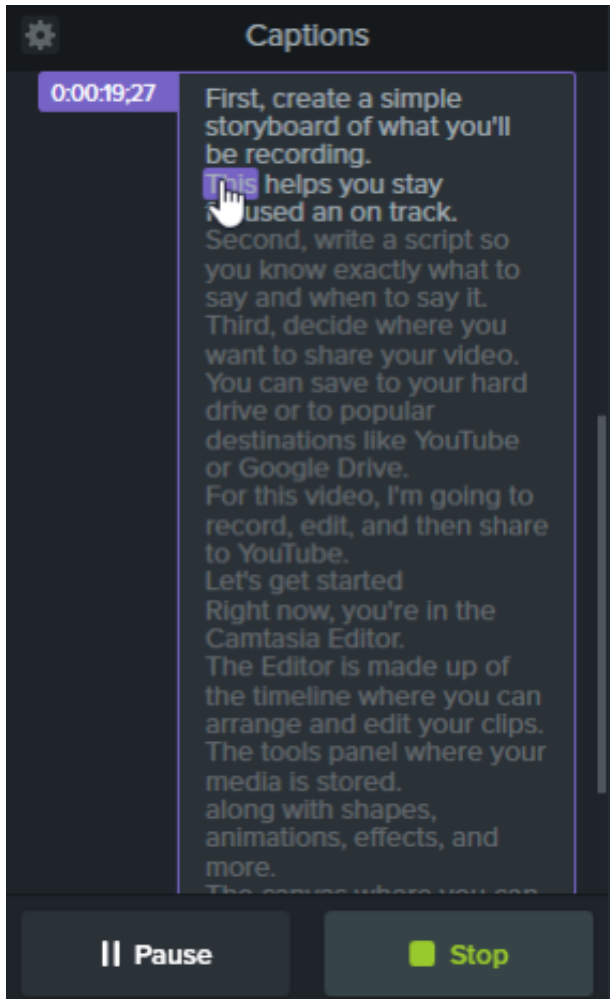 Captions
0:00:19;27
First, create a simple
storyboard of what you'll
be recording.
This helps you stay
focused an on track.
Second, write a script so
you know exactly what to
say and when to say it.
Third, decide where you
want to share your video.
You can save to your hard
drive or to popular
destinations like YouTube
or Google Drive.
For this video, I'm going to
record, edit, and then share
to YouTube.
Let's get started
Right now, you're in the
Camtasia Editor.
The Editor is made up of
the timeline where you can
arrange and edit your clips.
The tools panel where your
media is stored.
along with shapes,
animations, effects, and
more.
The canvas where you can
Pause
Stop